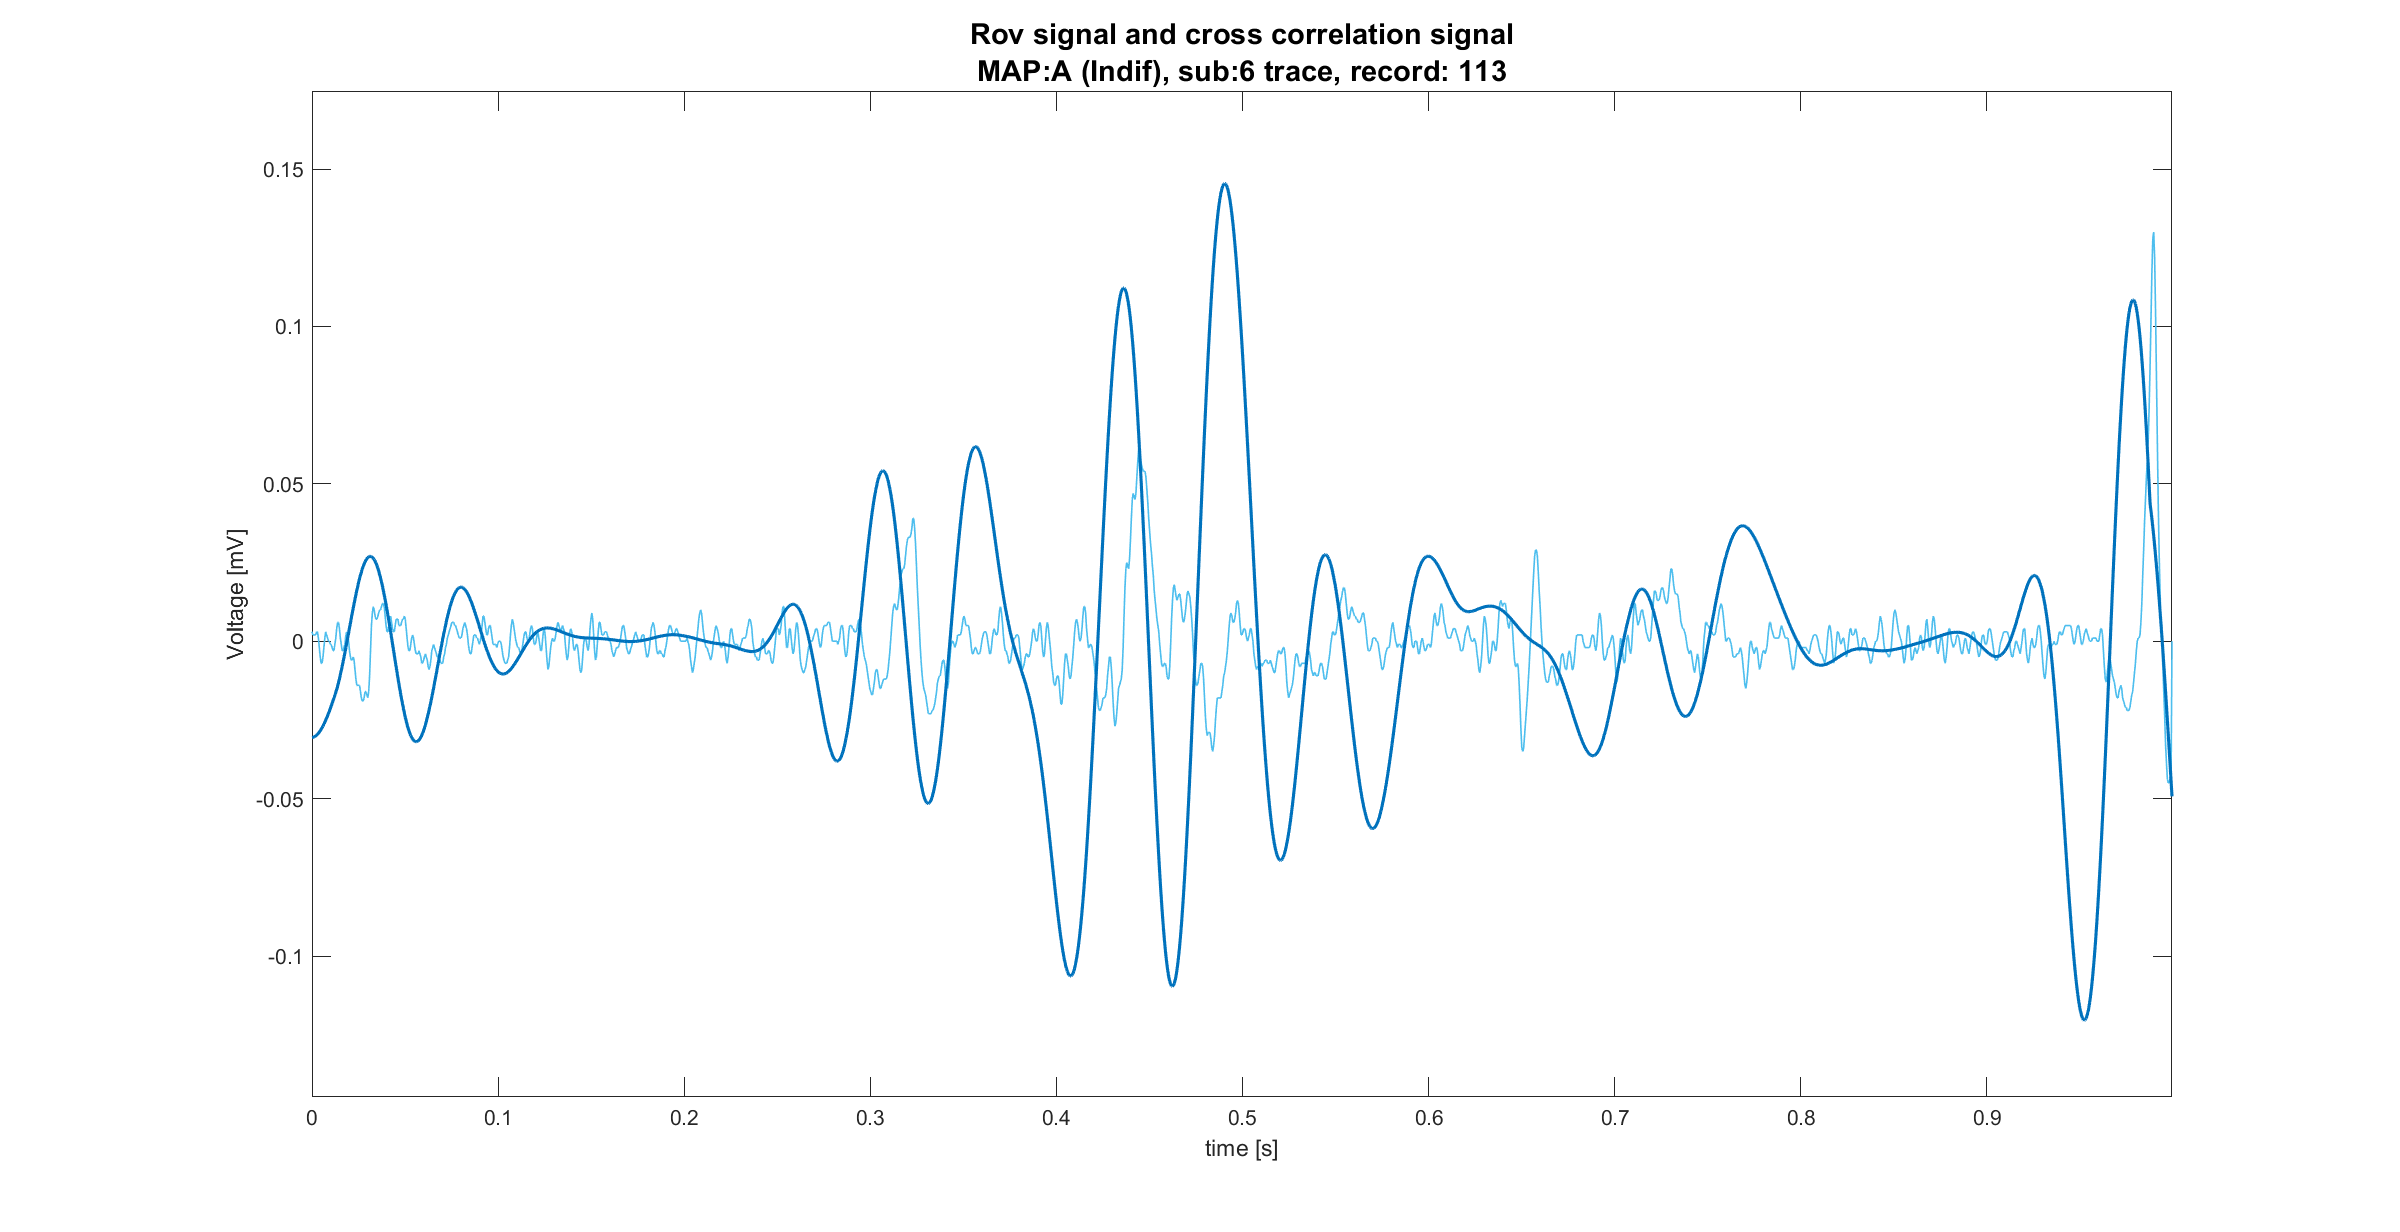 Rov signal and cross correlation signal
MAP:A (Indif), sub:6 trace, record: 113
0.15
0.1
0.05
0
-0.05
-0.1
Voltage [mV]
0 0.1 0.2 0.3 0.4 0.5 0.6 0.7 0.8 0.9
time [s]